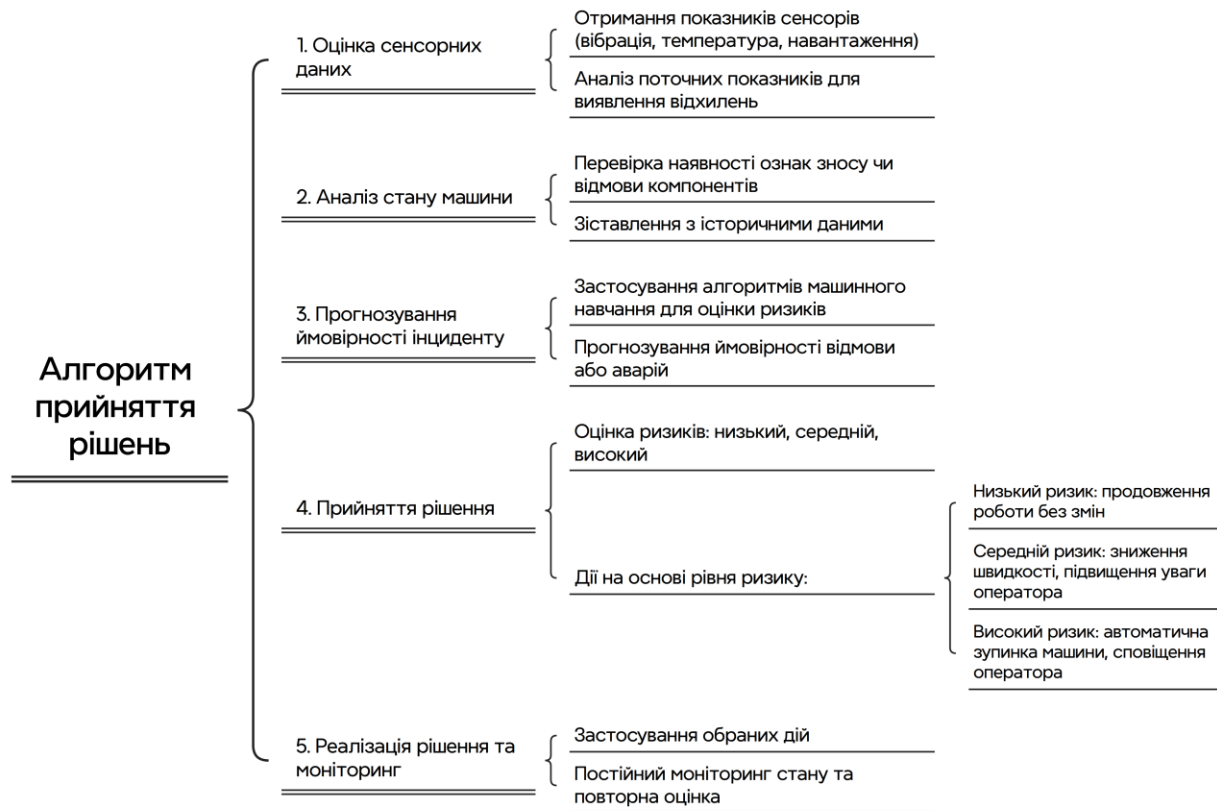 Алгоритм
прийняття
рішень
1. Оцінка сенсорних
даних
Отримання показників сенсорів
(вібрація, температура, навантаження)
Аналіз поточних показників для
виявлення відхилень
2. Аналіз стану машини
Перевірка наявності ознак зносу чи
відмови компонентів
Зіставлення з історичними даними
3. Прогнозування
ймовірності інциденту
Застосування алгоритмів машинного
навчання для оцінки ризиків
Прогнозування ймовірності відмови
або аварій
4. Прийняття рішення
Оцінка ризиків: низький, середній,
високий
Дії на основі рівня ризику:
Низький ризик: продовження
роботи без змін
Середній ризик: зниження
швидкості, підвищення уваги
оператора
Високий ризик: автоматична
зупинка машини, сповіщення
оператора
5. Реалізація рішення та
моніторинг
Застосування обраних дій
Постійний моніторинг стану та
повторна оцінка